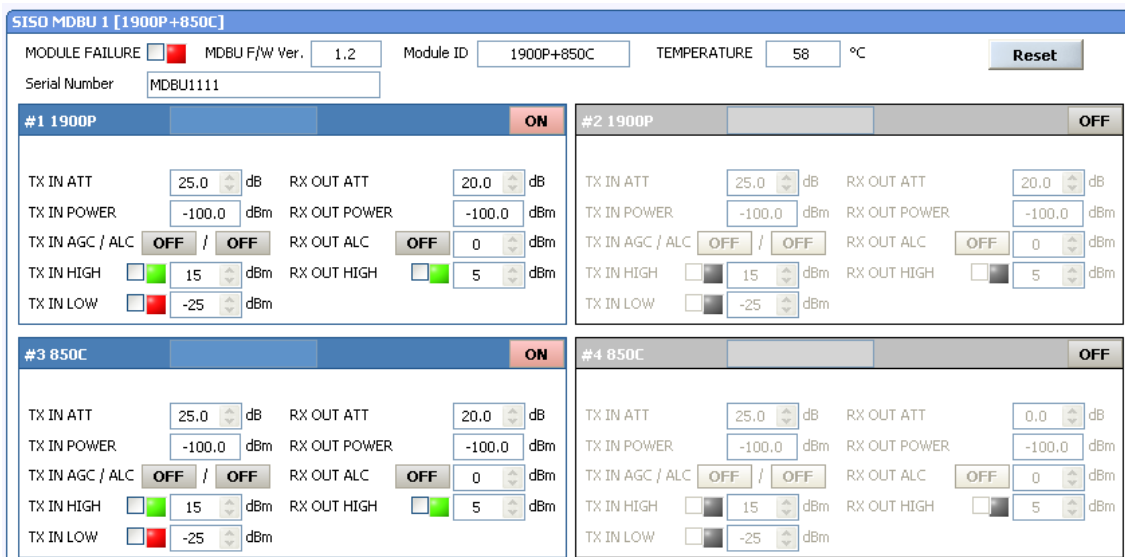 SISO MDBU 1 [1900P+850C]
MODULE FAILURE MDBU F/W Ver. 1.2 Module ID 1900P+850C TEMPERATURE 58 °C Reset
Serial Number MDBU1111
#1 1900P ON
TX IN ATT 25.0 dB RX OUT ATT 20.0 dB
TX IN POWER -100.0 dBm RX OUT POWER -100.0 dBm
TX IN AGC / ALC OFF / OFF RX OUT ALC OFF 0 dBm
TX IN HIGH 15 dBm RX OUT HIGH 5 dBm
TX IN LOW -25 dBm
#2 1900P OFF
TX IN ATT 25.0 dB RX OUT ATT 20.0 dB
TX IN POWER -100.0 dBm RX OUT POWER -100.0 dBm
TX IN AGC / ALC OFF / OFF RX OUT ALC OFF 0 dBm
TX IN HIGH 15 dBm RX OUT HIGH 5 dBm
TX IN LOW -25 dBm
#3 850C ON
TX IN ATT 25.0 dB RX OUT ATT 20.0 dB
TX IN POWER -100.0 dBm RX OUT POWER -100.0 dBm
TX IN AGC / ALC OFF / OFF RX OUT ALC OFF 0 dBm
TX IN HIGH 15 dBm RX OUT HIGH 5 dBm
TX IN LOW -25 dBm
#4 850C OFF
TX IN ATT 25.0 dB RX OUT ATT 0.0 dB
TX IN POWER -100.0 dBm RX OUT POWER -100.0 dBm
TX IN AGC / ALC OFF / OFF RX OUT ALC OFF 0 dBm
TX IN HIGH 15 dBm RX OUT HIGH 5 dBm
TX IN LOW -25 dBm